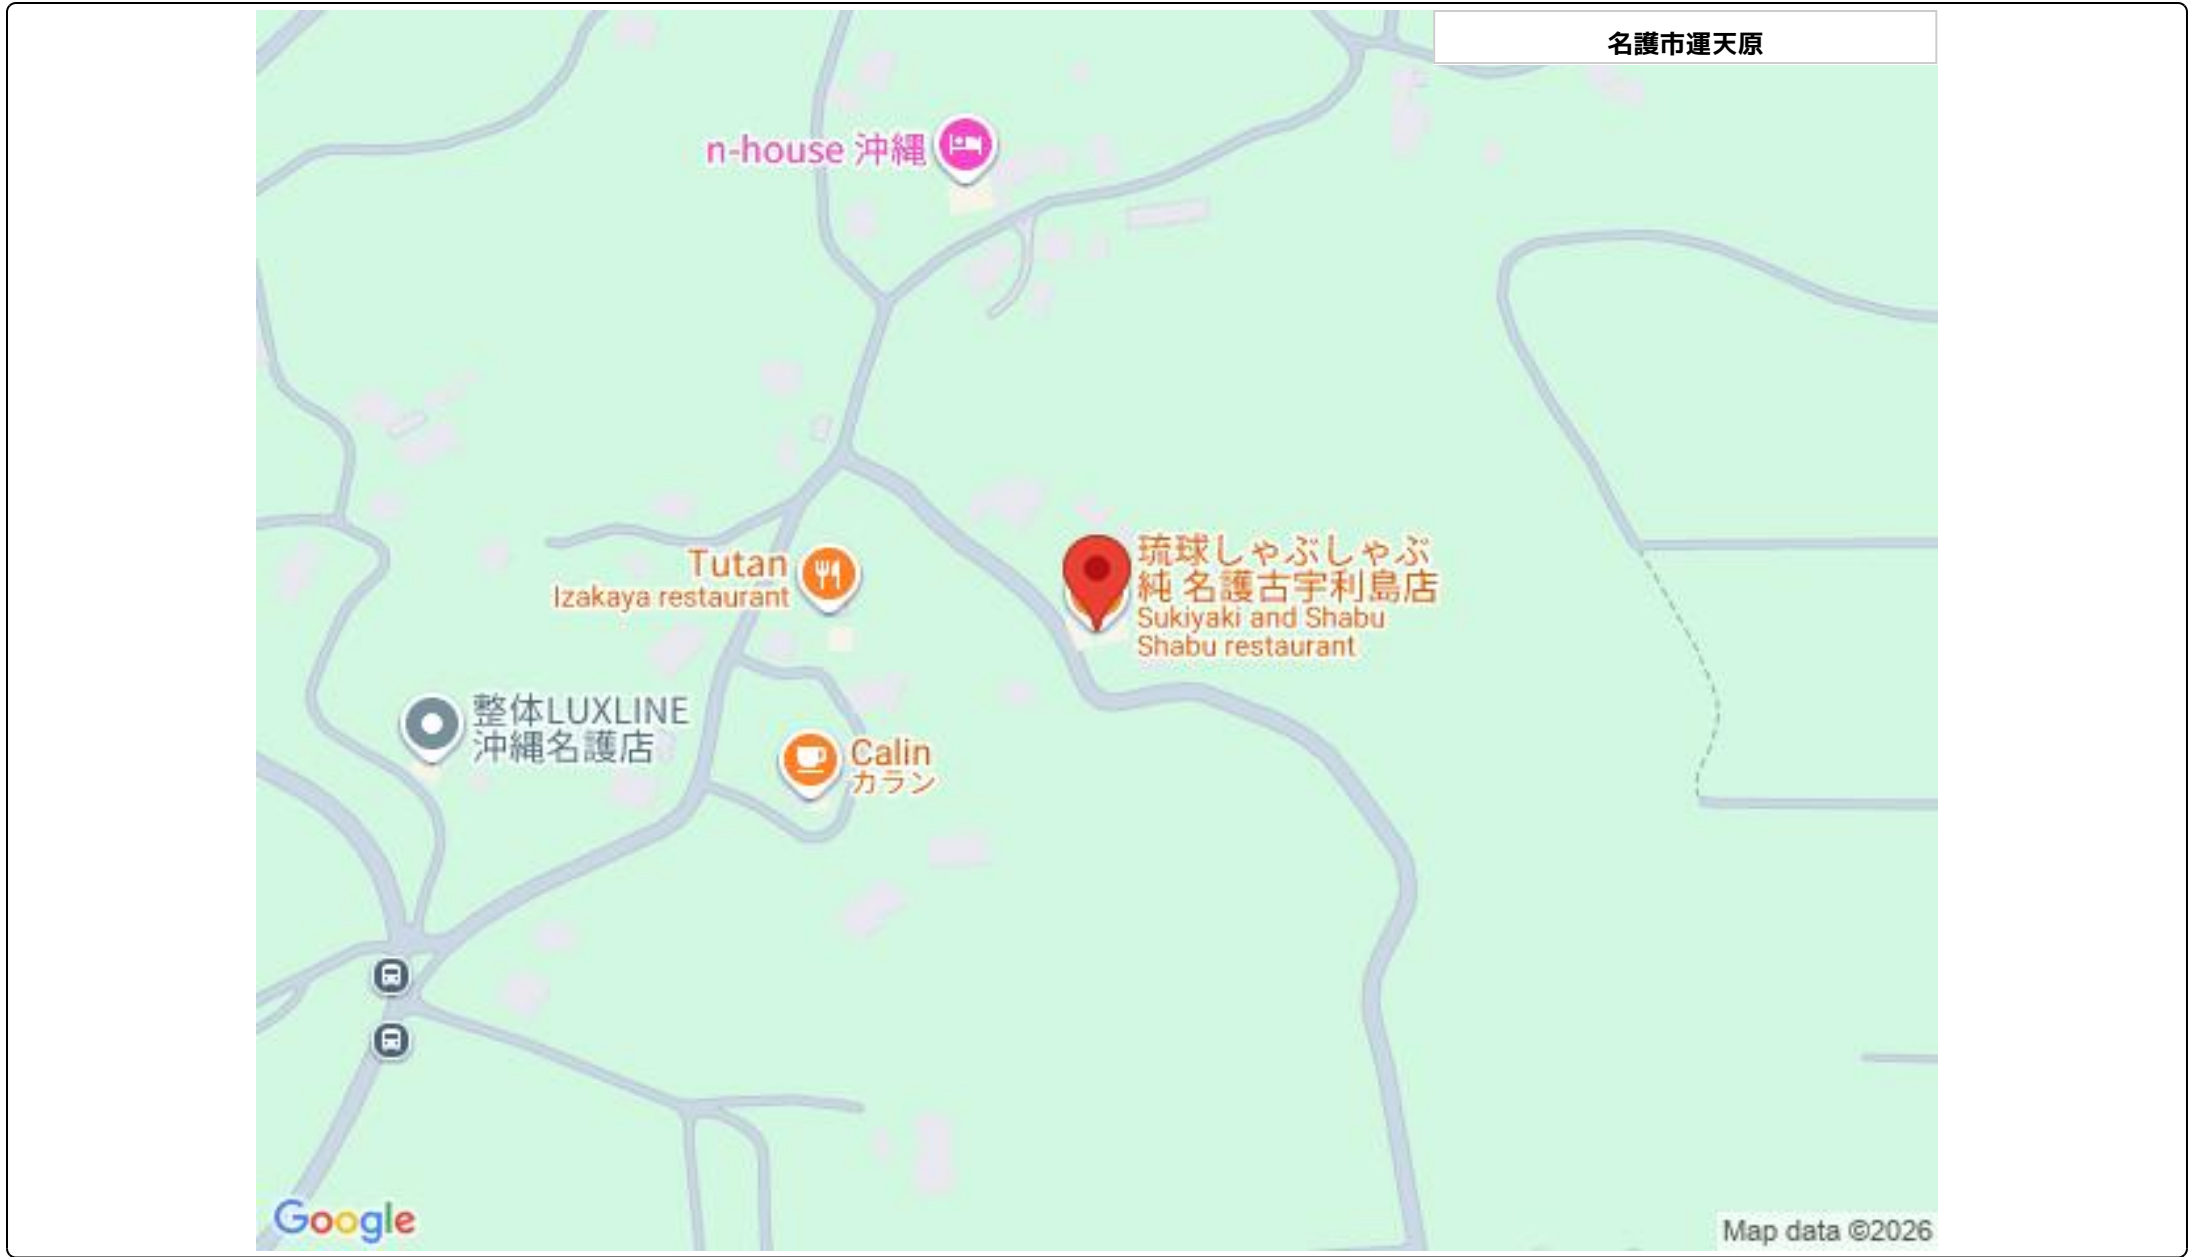 名護市運天原
n-house 沖縄
琉球しゃぶしゃぶ
純 名護古宇利島店
Sukiyaki and Shabu
Shabu restaurant
Tutan
Izakaya restaurant
整体LUXLINE
沖縄名護店
Calin
カラン
Google
Map data ©2026